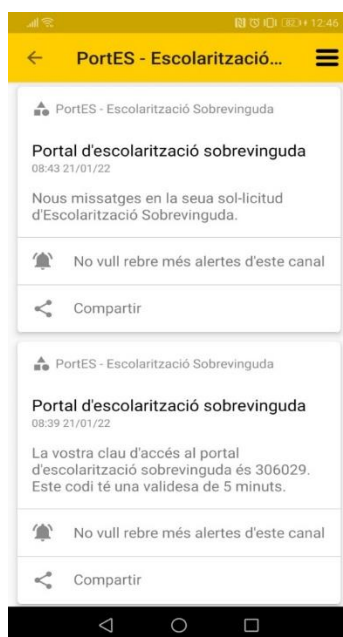 82 12:46
PortES - Escolarització...
PortES - Escolarització Sobrevinguda
Portal d'escolarització sobrevinguda
08:43 21/01/22
Nous missatges en la seua sol·licitud
d'Escolarització Sobrevinguda.
No vull rebre més alertes d'este canal
Compartir
PortES - Escolarització Sobrevinguda
Portal d'escolarització sobrevinguda
08:39 21/01/22
La vostra clau d'accés al portal
d'escolarització sobrevinguda és 306029.
Este codi té una validesa de 5 minuts.
No vull rebre més alertes d'este canal
Compartir